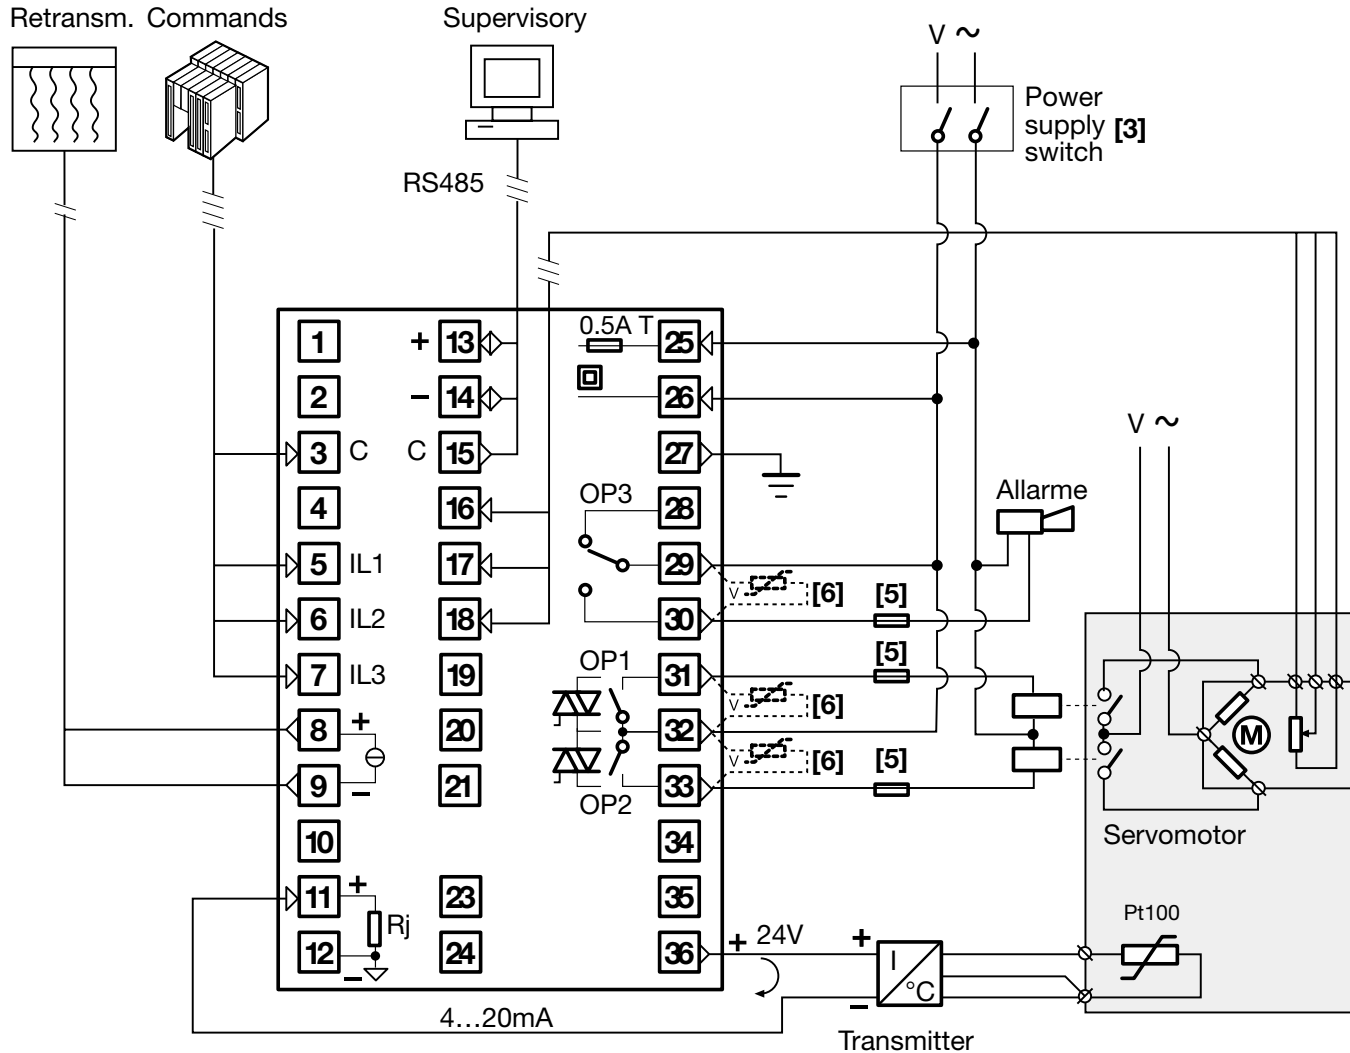 Retransm. Commands Supervisory
V ~
Power
supply [3]
switch
RS485
0.5A T
1 + 13 25
2 − 14 26
V ~
3 C C 15 27
Allarme
4 16 OP3 28
5 IL1 17 29
V [6] [5]
6 IL2 18 30
[5]
7 IL3 19 OP1 31
V [6]
8 + 20 32
M
V [6] [5]
9 − 21 OP2 33
Servomotor
10 34
11 + 23 35
Rj
Pt100
12 − 24 36
+ 24V +
I
°C
−
4...20mA
Transmitter